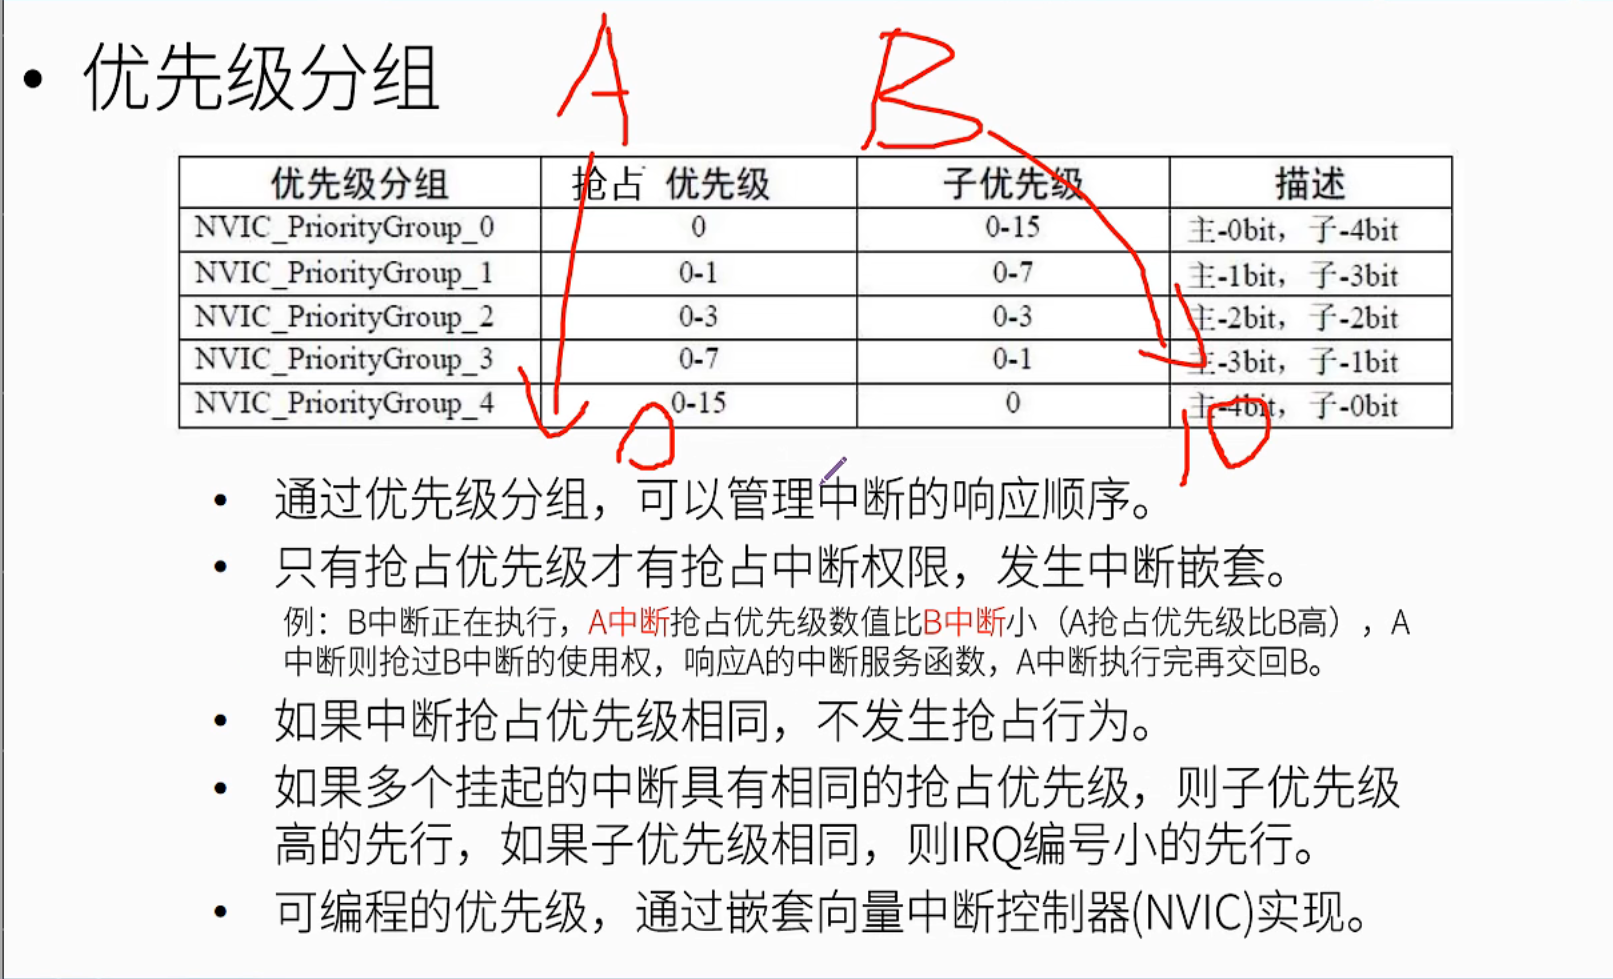 A B
• 优先级分组
优先级分组 抢占 优先级 子优先级 描述
NVIC_PriorityGroup_0 0 0-15 主-0bit，子-4bit
NVIC_PriorityGroup_1 0-1 0-7 主-1bit，子-3bit
NVIC_PriorityGroup_2 0-3 0-3 主-2bit，子-2bit
NVIC_PriorityGroup_3 0-7 0-1 主-3bit，子-1bit
NVIC_PriorityGroup_4 0-15 0 主-4bit，子-0bit
0 10
• 通过优先级分组，可以管理中断的响应顺序。
• 只有抢占优先级才有抢占中断权限，发生中断嵌套。
例：B中断正在执行，A中断抢占优先级数值比B中断小（A抢占优先级比B高），A
中断则抢过B中断的使用权，响应A的中断服务函数，A中断执行完再交回B。
• 如果中断抢占优先级相同，不发生抢占行为。
• 如果多个挂起的中断具有相同的抢占优先级，则子优先级
高的先行，如果子优先级相同，则IRQ编号小的先行。
• 可编程的优先级，通过嵌套向量中断控制器(NVIC)实现。